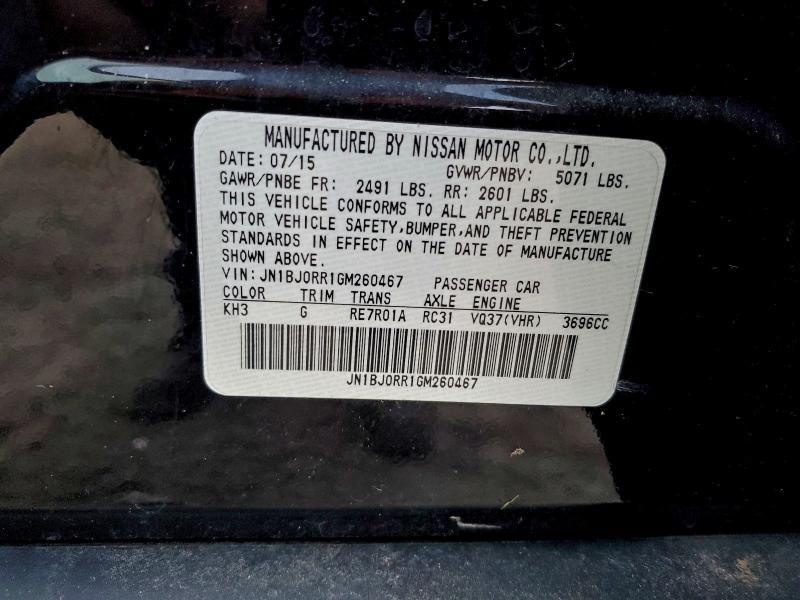 MANUFACTURED BY NISSAN MOTOR CO.,LTD.
DATE: 07/15 GVWR/PNBV: 5071 LBS.
GAWR/PNBE FR: 2491 LBS. RR: 2601 LBS.
THIS VEHICLE CONFORMS TO ALL APPLICABLE FEDERAL
MOTOR VEHICLE SAFETY,BUMPER,AND THEFT PREVENTION
STANDARDS IN EFFECT ON THE DATE OF MANUFACTURE
SHOWN ABOVE.
VIN:JN1BJ0RR1GM260467 PASSENGER CAR
COLOR TRIM TRANS AXLE ENGINE
KH3 G RE7R01A RC31 VQ37(VHR) 3696CC
JN1BJ0RR1GM260467